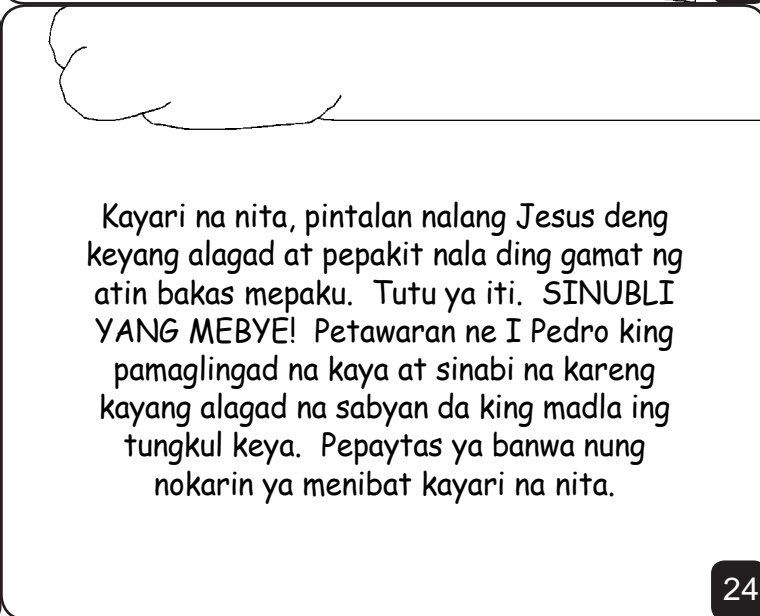 Kayari na nita, pintalan nalang Jesus deng
keyang alagad at pepakit nala ding gamat ng
atin bakas mepaku.  Tutu ya iti.  SINUBLI
YANG MEBYE!  Petawaran ne I Pedro king
pamaglingad na kaya at sinabi na kareng
kayang alagad na sabyan da king madla ing
tungkul keya.  Pepaytas ya banwa nung
nokarin ya menibat kayari na nita.
24